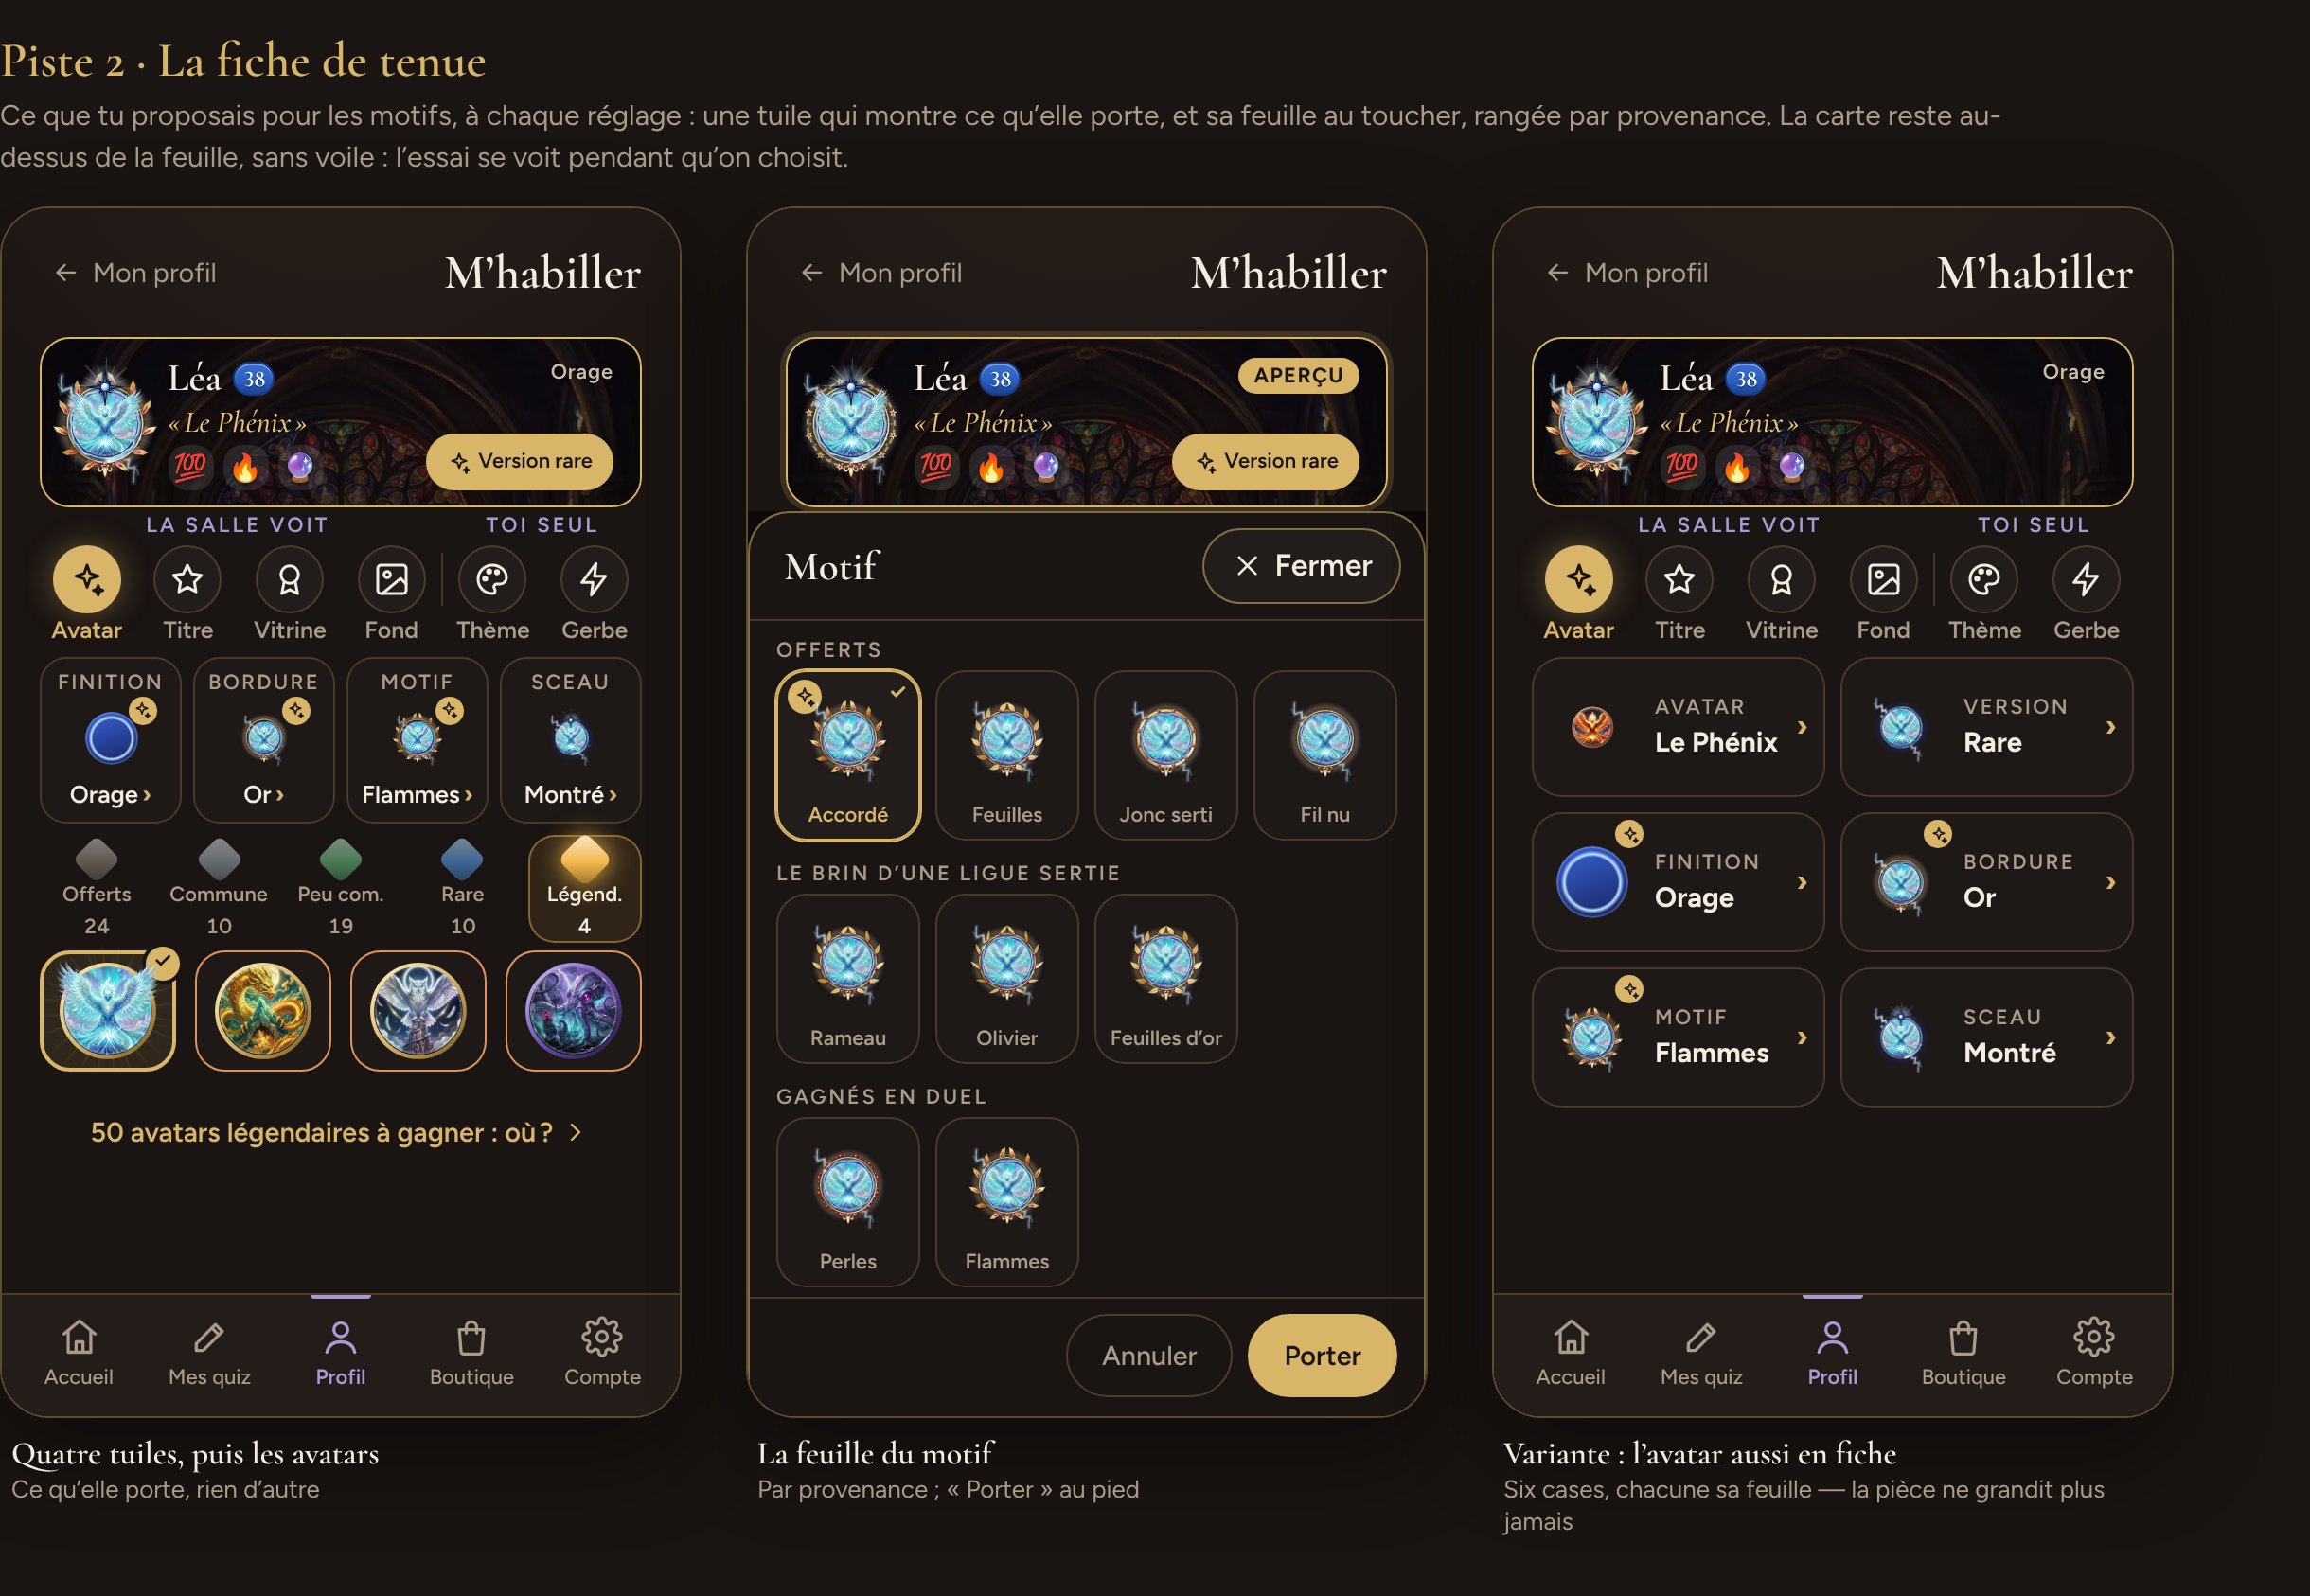 Piste 2 · La fiche de tenue
Ce que tu proposais pour les motifs, à chaque réglage : une tuile qui montre ce qu’elle porte, et sa feuille au toucher, rangée par provenance. La carte reste au-
dessus de la feuille, sans voile : l’essai se voit pendant qu’on choisit.
← Mon profil
M’habiller
Léa 38
Orage
« Le Phénix »
100
Version rare
LA SALLE VOIT
TOI SEUL
Avatar
Titre
Vitrine
Fond
Thème
Gerbe
FINITION
BORDURE
MOTIF
SCEAU
Orage ›
Or ›
Flammes ›
Montré ›
Offerts
Commune
Peu com.
Rare
Légend.
24
10
19
10
4
50 avatars légendaires à gagner : où ? >
Accueil
Mes quiz
Profil
Boutique
Compte
Quatre tuiles, puis les avatars
Ce qu’elle porte, rien d’autre
← Mon profil
M’habiller
Léa 38
APERÇU
« Le Phénix »
100
Version rare
Motif
Fermer
OFFERTS
Accordé
Feuilles
Jonc serti
Fil nu
LE BRIN D’UNE LIGUE SERTIE
Rameau
Olivier
Feuilles d’or
GAGNÉS EN DUEL
Perles
Flammes
Annuler
Porter
La feuille du motif
Par provenance ; « Porter » au pied
← Mon profil
M’habiller
Léa 38
Orage
« Le Phénix »
100
LA SALLE VOIT
TOI SEUL
Avatar
Titre
Vitrine
Fond
Thème
Gerbe
AVATAR
Le Phénix ›
VERSION
Rare ›
FINITION
Orage ›
BORDURE
Or ›
MOTIF
Flammes ›
SCEAU
Montré ›
Accueil
Mes quiz
Profil
Boutique
Compte
Variante : l’avatar aussi en fiche
Six cases, chacune sa feuille — la pièce ne grandit plus
jamais